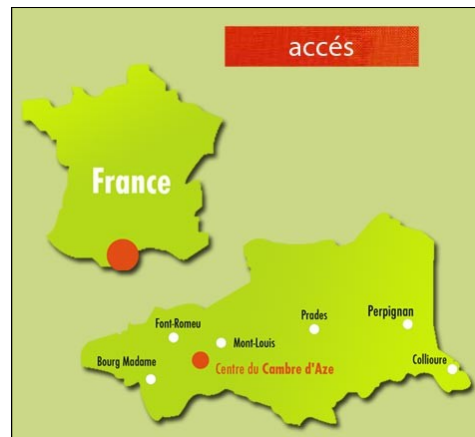 accés
France
Font-Romeu
Mont-Louis
Prades
Perpignan
Bourg Madame
Centre du Cambre d'Aze
Collioure